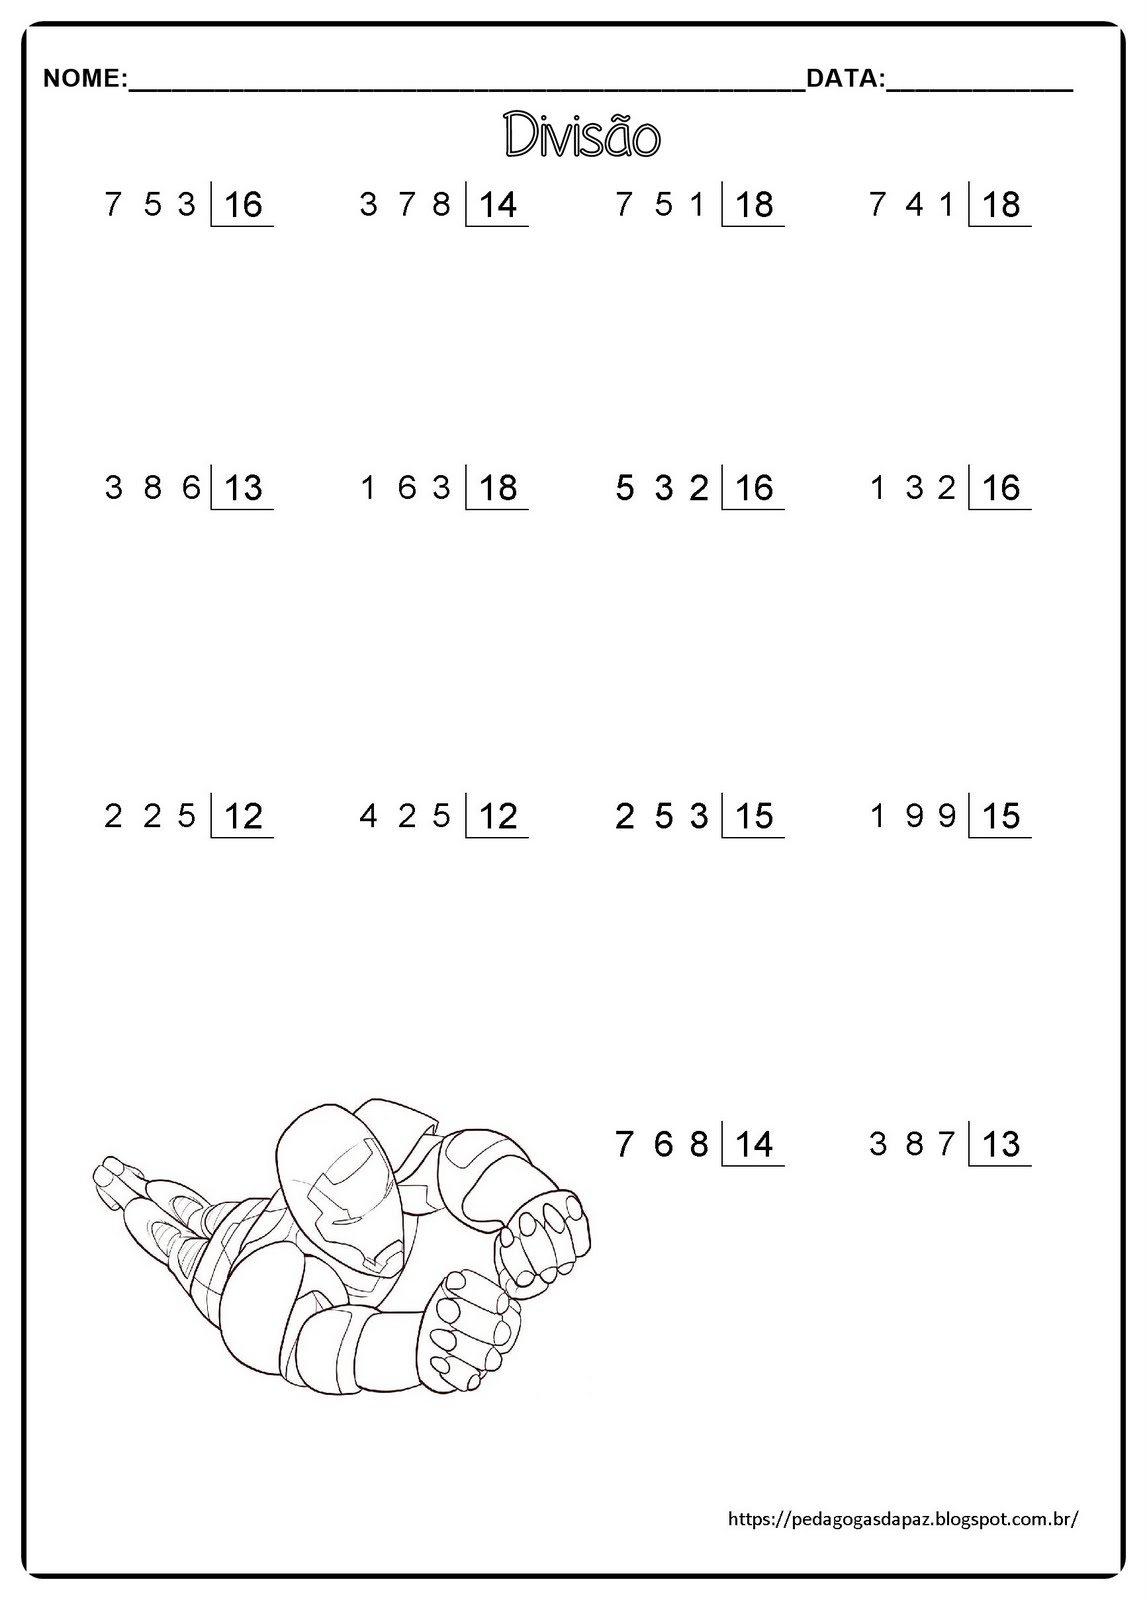 NOME:________________________________________________DATA:_____________
Divisão
7 5 3 16 3 7 8 14 7 5 1 18 7 4 1 18
3 8 6 13 1 6 3 18 5 3 2 16 1 3 2 16
2 2 5 12 4 2 5 12 2 5 3 15 1 9 9 15
7 6 8 14 3 8 7 13
https://pedagogasdapaz.blogspot.com.br/